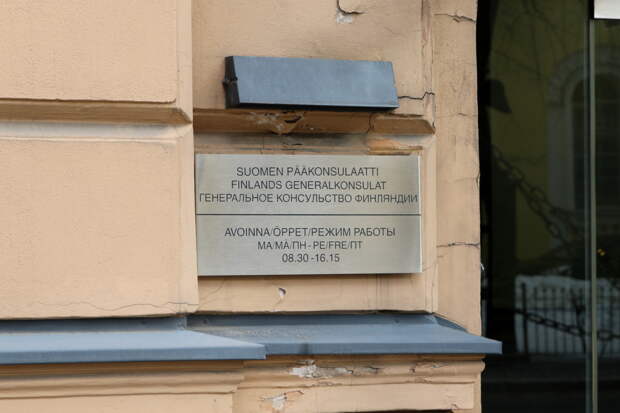 SUOMEN PÄÄKONSULAATTI
FINLANDS GENERALKONSULAT
ГЕНЕРАЛЬНОЕ КОНСУЛЬСТВО ФИНЛЯНДИИ
AVOINNA/ÖPPET/РЕЖИМ РАБОТЫ
MA/MÅ/ПН - PE/FRE/ПТ
08.30 -16.15